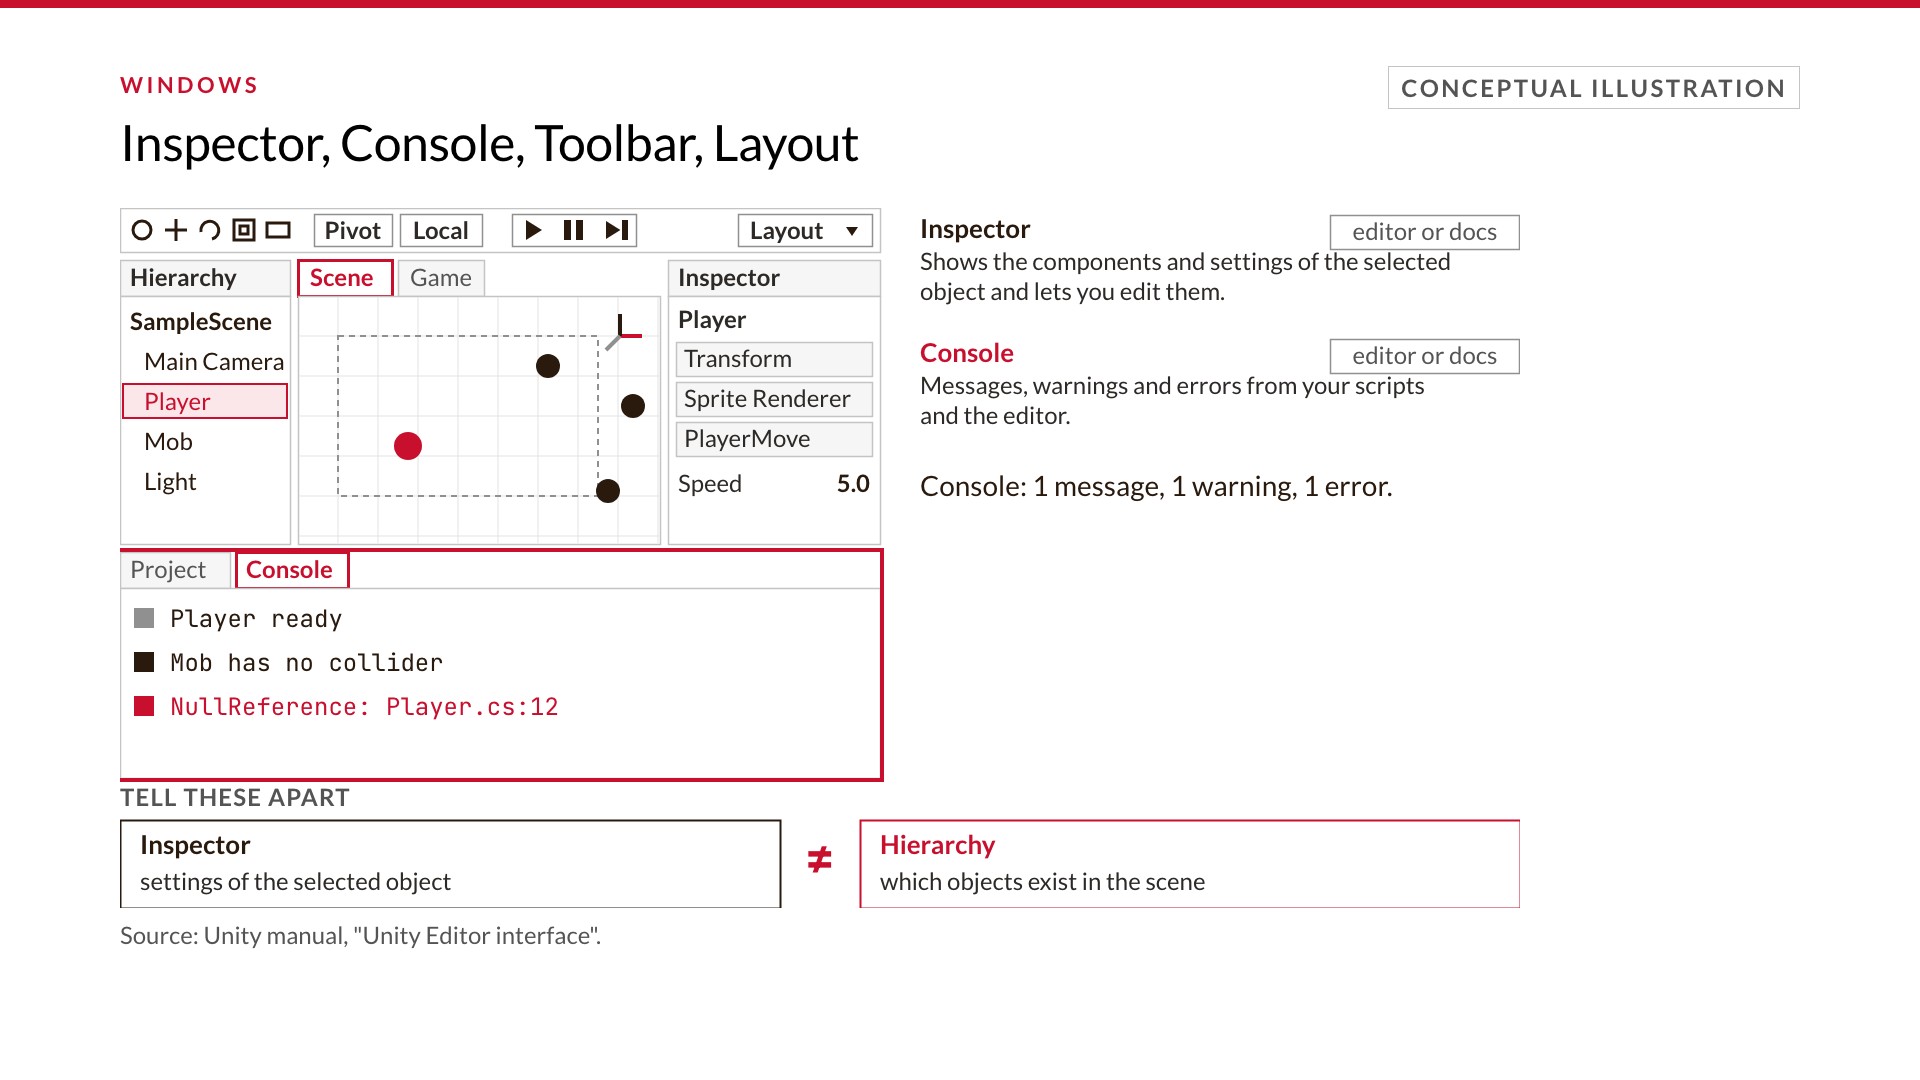 WINDOWS
CONCEPTUAL ILLUSTRATION
Inspector, Console, Toolbar, Layout
Pivot
Local
Layout
Hierarchy
SampleScene
Main Camera
Player
Mob
Light
Scene
Game
Inspector
Player
Transform
Sprite Renderer
PlayerMove
Speed 5.0
Project
Console
Player ready
Mob has no collider
NullReference: Player.cs:12
Inspector
editor or docs
Shows the components and settings of the selected
object and lets you edit them.
Console
editor or docs
Messages, warnings and errors from your scripts
and the editor.
Console: 1 message, 1 warning, 1 error.
TELL THESE APART
Inspector
settings of the selected object
≠
Hierarchy
which objects exist in the scene
Source: Unity manual, "Unity Editor interface".